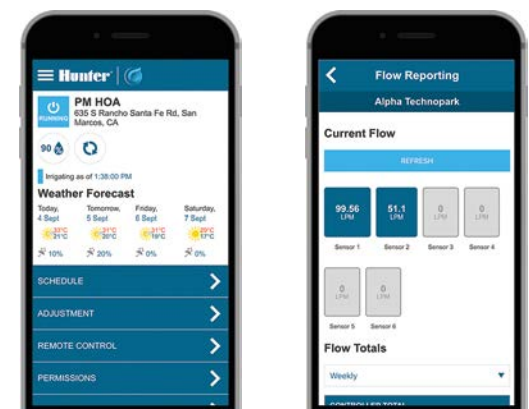 Hunter
PM HOA
635 S Rancho Santa Fe Rd, San
Marcos, CA
RUNNING
90
Irrigating as of 1:38:00 PM
Weather Forecast
Today, Tomorrow, Friday, Saturday,
4 Sept 5 Sept 6 Sept 7 Sept
21°C 20°C 19°C 17°C
10% 20% 0% 0%
SCHEDULE
ADJUSTMENT
REMOTE CONTROL
PERMISSIONS
Flow Reporting
Alpha Technopark
Current Flow
REFRESH
99.56 51.1 0 0
LPM LPM LPM LPM
Sensor 1 Sensor 2 Sensor 3 Sensor 4
0 0
LPM LPM
Sensor 5 Sensor 6
Flow Totals
Weekly
CONTROLLER TOTAL